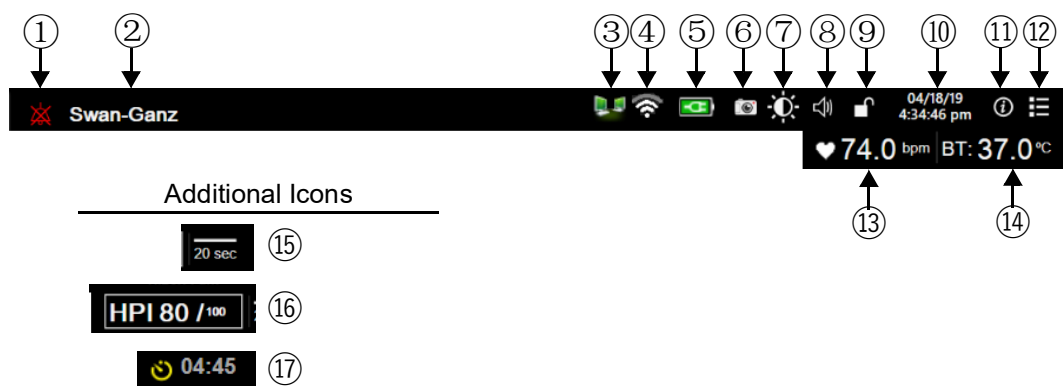 ① ② ③ ④ ⑤ ⑥ ⑦ ⑧ ⑨ ⑩ ⑪ ⑫
Swan-Ganz
04/18/19
4:34:46 pm
74.0 bpm BT: 37.0 °C
⑬ ⑭
Additional Icons
20 sec ⑮
HPI 80 /100 ⑯
04:45 ⑰